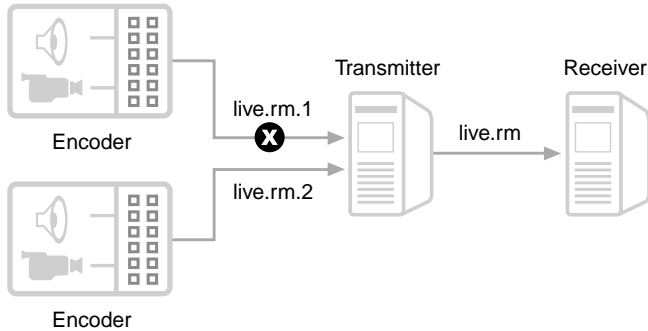 Transmitter
Receiver
live.rm.1
X
Encoder
live.rm
live.rm.2
Encoder